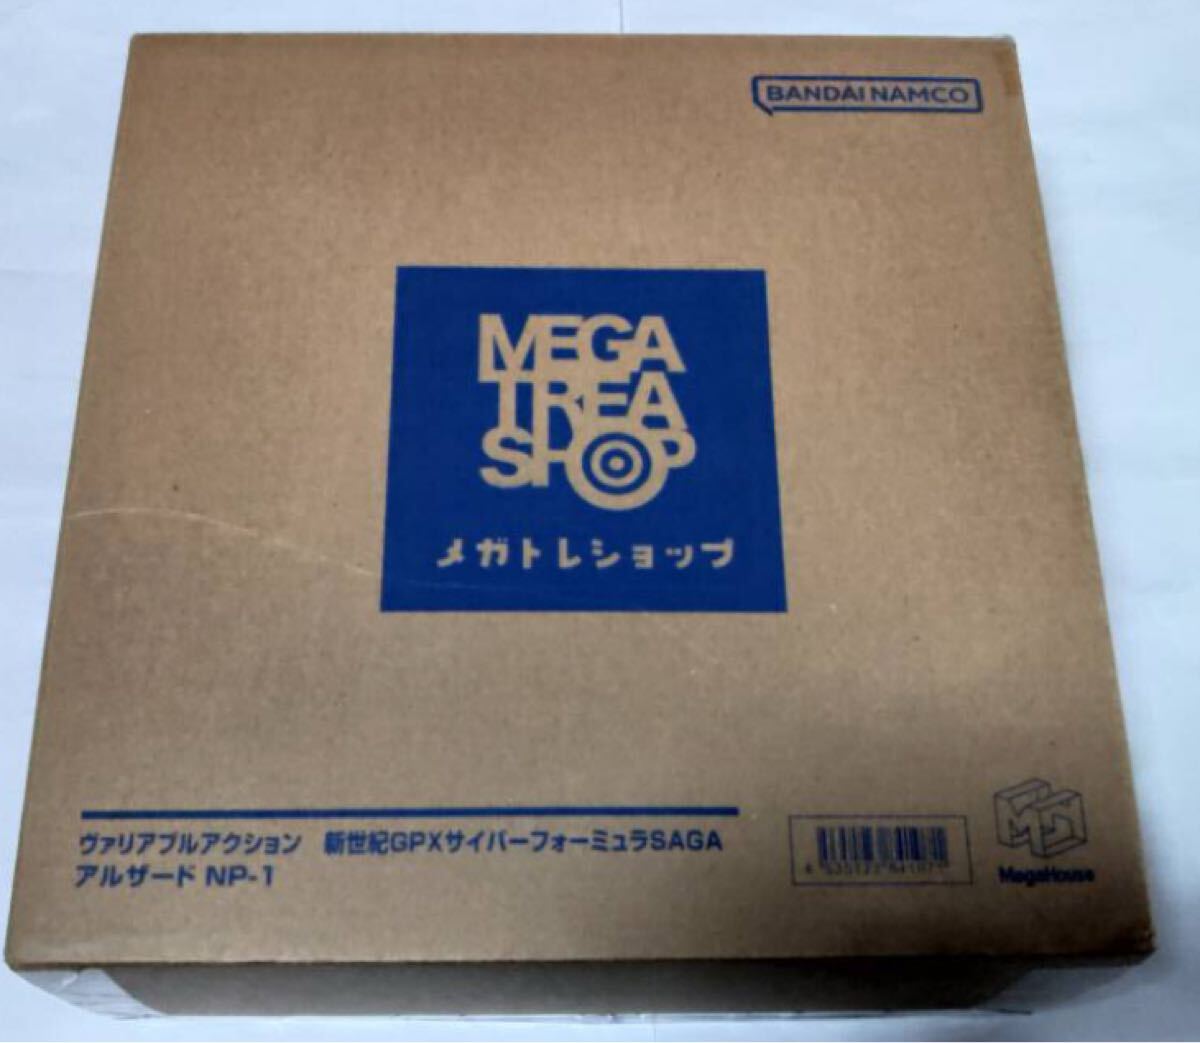 BANDAI NAMCO
MEGA
TREA
SHOP
メガトレショップ
ヴァリアブルアクション 新世紀GPXサイバーフォーミュラSAGA
アルザード NP-1
MegaHouse